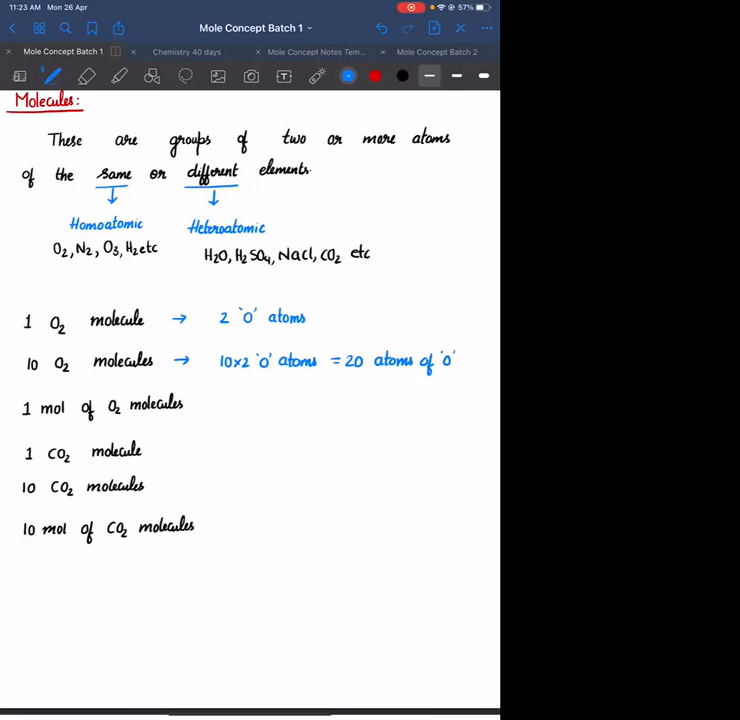 11:23 AM Mon 26 Apr 57%
Mole Concept Batch 1
Mole Concept Batch 1 Chemistry 40 days Mole Concept Notes Tem... Mole Concept Batch 2
Molecules:
These are groups of two or more atoms
of the same or different elements.
Homoatomic Heteroatomic
O₂, N₂, O₃, H₂ etc H₂O, H₂SO₄, NaCl, CO₂ etc
1 O₂ molecule → 2 'O' atoms
10 O₂ molecules → 10×2 'O' atoms = 20 atoms of 'O'
1 mol of O₂ molecules
1 CO₂ molecule
10 CO₂ molecules
10 mol of CO₂ molecules